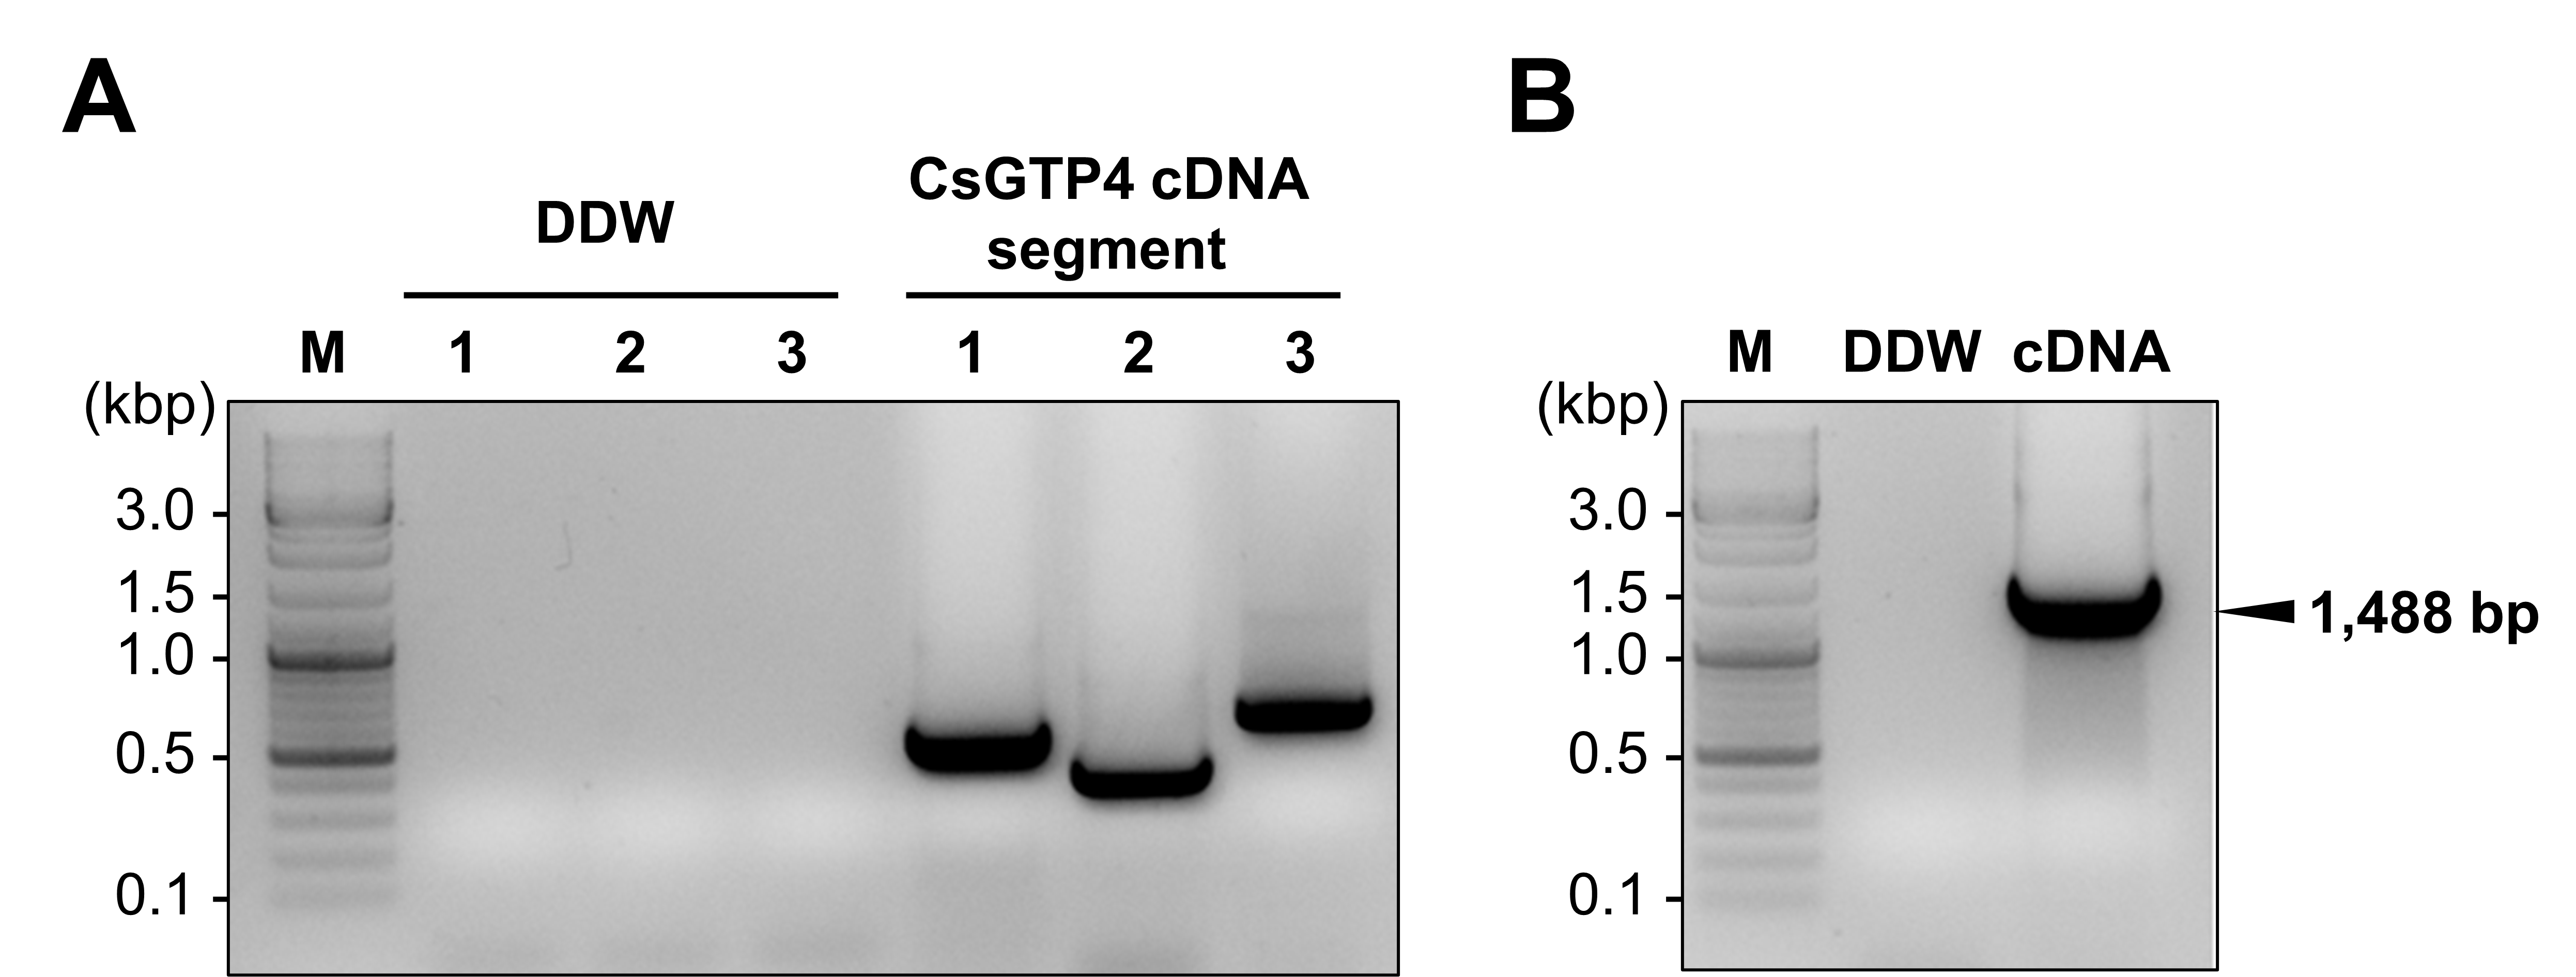 A
B
DDW
CsGTP4 cDNA
segment
M 1 2 3 1 2 3
(kbp)
3.0
1.5
1.0
0.5
0.1
M DDW cDNA
(kbp)
3.0
1.5
1.0
0.5
0.1
1,488 bp